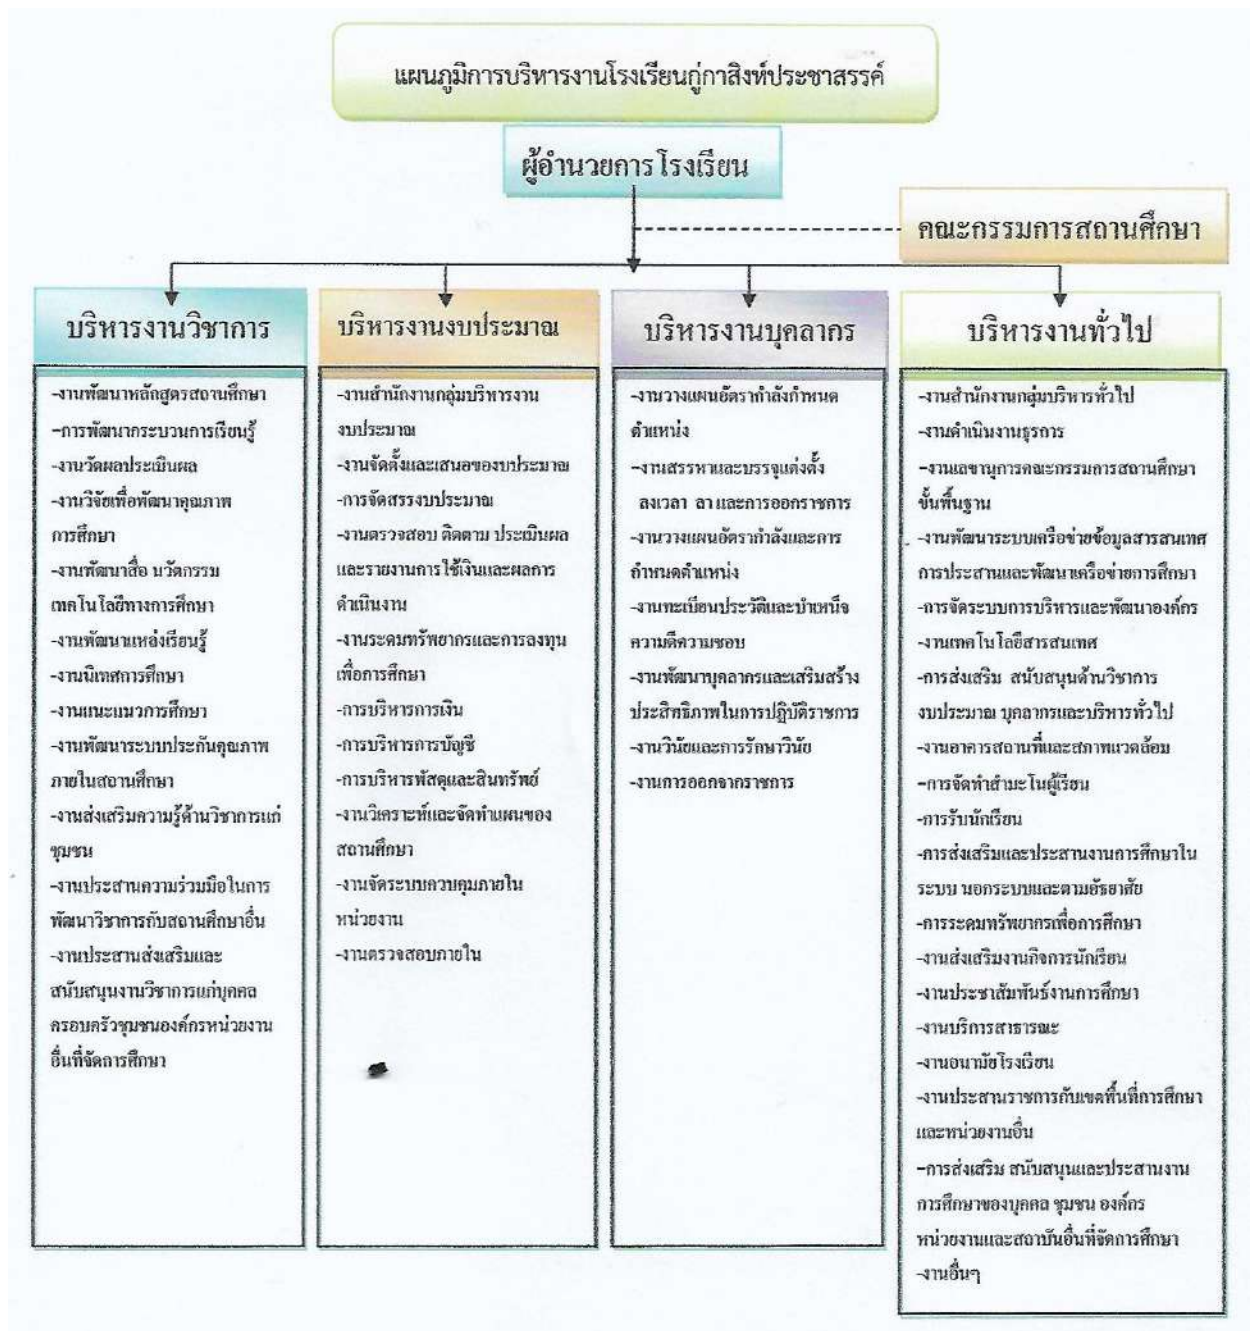 แผนภูมิการบริหารงานโรงเรียนกู่กาสิงห์ประชาสรรค์
ผู้อำนวยการโรงเรียน
คณะกรรมการสถานศึกษา
บริหารงานวิชาการ
-งานพัฒนาหลักสูตรสถานศึกษา
-การพัฒนากระบวนการเรียนรู้
-งานวัดผลประเมินผล
-งานวิจัยเพื่อพัฒนาคุณภาพ
การศึกษา
-งานพัฒนาสื่อ นวัตกรรม
เทคโนโลยีทางการศึกษา
-งานพัฒนาแหล่งเรียนรู้
-งานนิเทศการศึกษา
-งานแนะแนวการศึกษา
-งานพัฒนาระบบประกันคุณภาพ
ภายในสถานศึกษา
-งานส่งเสริมความรู้ด้านวิชาการแก่
ชุมชน
-งานประสานความร่วมมือในการ
พัฒนาวิชาการกับสถานศึกษาอื่น
-งานประสานส่งเสริมและ
สนับสนุนงานวิชาการแก่บุคคล
ครอบครัวชุมชนองค์กรหน่วยงาน
อื่นที่จัดการศึกษา
บริหารงานงบประมาณ
-งานสำนักงานกลุ่มบริหารงาน
งบประมาณ
-งานจัดตั้งและเสนอของบประมาณ
-การจัดสรรงบประมาณ
-งานตรวจสอบ ติดตาม ประเมินผล
และรายงานการใช้เงินและผลการ
ดำเนินงาน
-งานระดมทรัพยากรและการลงทุน
เพื่อการศึกษา
-การบริหารการเงิน
-การบริหารการบัญชี
-การบริหารพัสดุและสินทรัพย์
-งานวิเคราะห์และจัดทำแผนของ
สถานศึกษา
-งานจัดระบบควบคุมภายใน
หน่วยงาน
-งานตรวจสอบภายใน
บริหารงานบุคลากร
-งานวางแผนอัตรากำลังกำหนด
ตำแหน่ง
-งานสรรหาและบรรจุแต่งตั้ง
ลงเวลา ลา และการออกราชการ
-งานวางแผนอัตรากำลังและการ
กำหนดตำแหน่ง
-งานทะเบียนประวัติและบำเหน็จ
ความดีความชอบ
-งานพัฒนาบุคลากรและเสริมสร้าง
ประสิทธิภาพในการปฏิบัติราชการ
-งานวินัยและการรักษาวินัย
-งานการออกจากราชการ
บริหารงานทั่วไป
-งานสำนักงานกลุ่มบริหารทั่วไป
-งานดำเนินงานธุรการ
-งานเลขานุการคณะกรรมการสถานศึกษา
ขั้นพื้นฐาน
-งานพัฒนาระบบเครือข่ายข้อมูลสารสนเทศ
การประสานและพัฒนาเครือข่ายการศึกษา
-การจัดระบบการบริหารและพัฒนาองค์กร
-งานเทคโนโลยีสารสนเทศ
-การส่งเสริม สนับสนุนด้านวิชาการ
งบประมาณ บุคลากรและบริหารทั่วไป
-งานอาคารสถานที่และสภาพแวดล้อม
-การจัดทำสำมะโนผู้เรียน
-การรับนักเรียน
-การส่งเสริมและประสานงานการศึกษาใน
ระบบ นอกระบบและตามอัธยาศัย
-การระดมทรัพยากรเพื่อการศึกษา
-งานส่งเสริมงานกิจการนักเรียน
-งานประชาสัมพันธ์งานการศึกษา
-งานบริการสาธารณะ
-งานอนามัยโรงเรียน
-งานประสานราชการกับเขตพื้นที่การศึกษา
และหน่วยงานอื่น
-การส่งเสริม สนับสนุนและประสานงาน
การศึกษาของบุคคล ชุมชน องค์กร
หน่วยงานและสถาบันอื่นที่จัดการศึกษา
-งานอื่นๆ